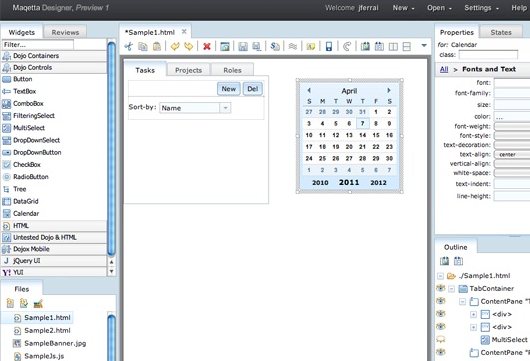 Maqetta Designer, Preview 1
Welcome jferral New Open Settings Help
Widgets Reviews
Filter...
Dojo Containers
Dojo Controls
Button
TextBox
ComboBox
FilteringSelect
MultiSelect
DropDownSelect
DropDownButton
CheckBox
RadioButton
Tree
DataGrid
Calendar
HTML
Untested Dojo & HTML
Dojox Mobile
jQuery UI
YUI
Files
Sample1.html
Sample2.html
SampleBanner.jpg
SampleJs.js
*Sample1.html
Tasks Projects Roles
New Del
Sort-by: Name
April
S M T W T F S
27 28 29 30 31 1 2
3 4 5 6 7 8 9
10 11 12 13 14 15 16
17 18 19 20 21 22 23
24 25 26 27 28 29 30
1 2 3 4 5 6 7
2010 2011 2012
Properties States
for: Calendar
class:
All > Fonts and Text
font:
font-family:
size:
color: ...
font-weight:
font-style:
text-decoration:
text-align: center
vertical-align:
white-space:
text-indent:
line-height:
Outline
./Sample1.html
TabContainer
ContentPane "T
<div>
<div>
MultiSelec
ContentPane "